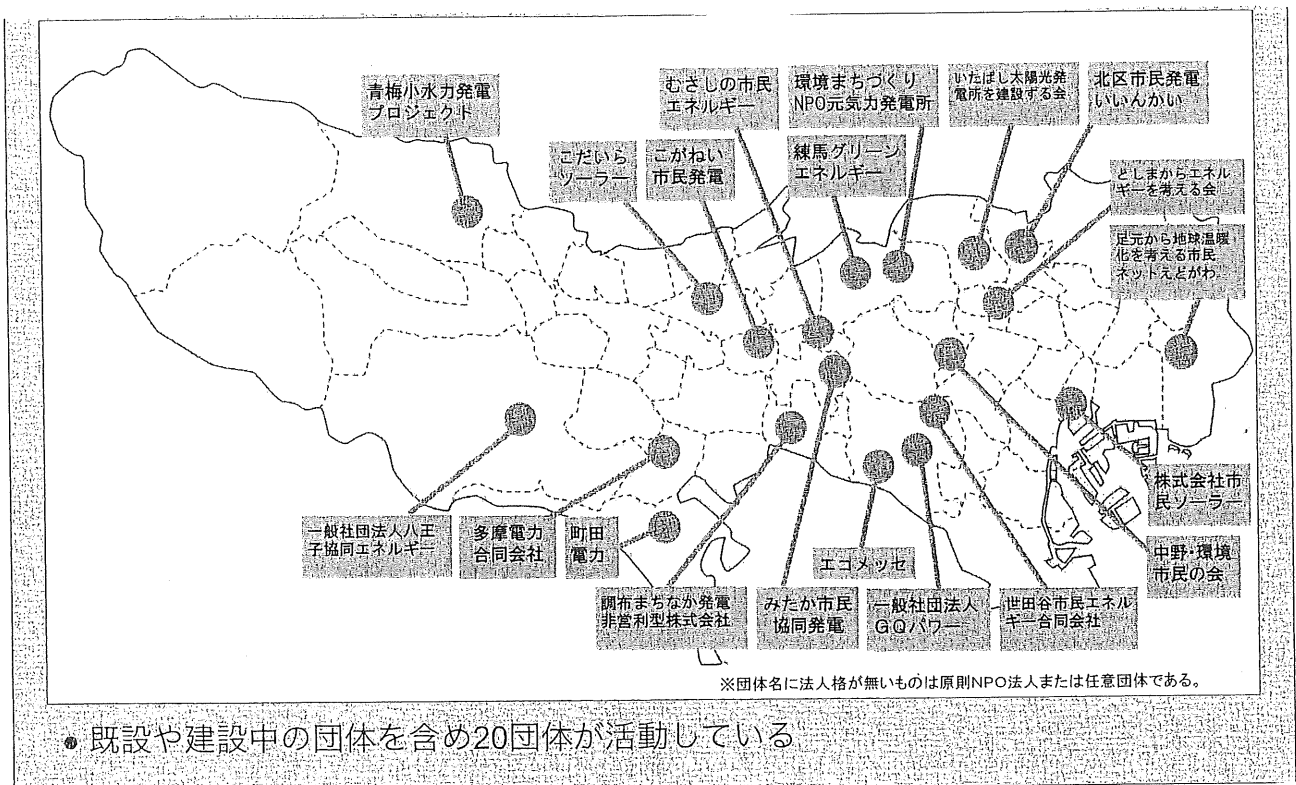 青梅小水力発電
プロジェクト
むさしの市民
エネルギー
環境まちづくり
NPO元気力発電所
いたばし太陽光発
電所を建設する会
北区市民発電
いいんかい
こだいら
ソーラー
こがねい
市民発電
練馬グリーン
エネルギー
としまからエネル
ギーを考える会
足元から地球温暖
化を考える市民
ネットえどがわ
株式会社市
民ソーラー
一般社団法人八王
子協同エネルギー
多摩電力
合同会社
町田
電力
エコメッセ
中野・環境
市民の会
調布まちなか発電
非営利型株式会社
みたか市民
協同発電
一般社団法人
GQパワー
世田谷市民エネル
ギー合同会社
※団体名に法人格が無いものは原則NPO法人または任意団体である。
• 既設や建設中の団体を含め20団体が活動している